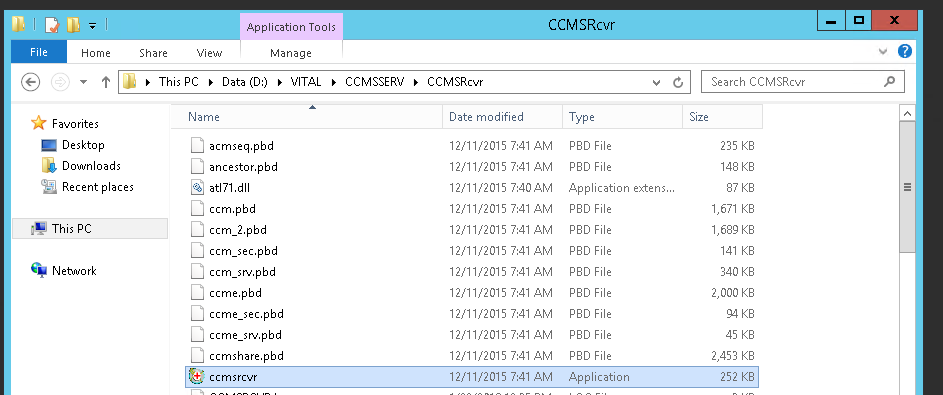 CCMSRcvr
Application Tools
File Home Share View Manage
This PC Data (D:) VITAL CCMSSERV CCMSRcvr Search CCMSRcvr
Name Date modified Type Size
Favorites
Desktop
Downloads
Recent places
This PC
Network
acmseq.pbd 12/11/2015 7:41 AM PBD File 235 KB
ancestor.pbd 12/11/2015 7:41 AM PBD File 148 KB
atl71.dll 12/11/2015 7:40 AM Application extens... 87 KB
ccm.pbd 12/11/2015 7:41 AM PBD File 1,671 KB
ccm_2.pbd 12/11/2015 7:41 AM PBD File 1,689 KB
ccm_sec.pbd 12/11/2015 7:41 AM PBD File 141 KB
ccm_srv.pbd 12/11/2015 7:41 AM PBD File 340 KB
ccme.pbd 12/11/2015 7:41 AM PBD File 2,000 KB
ccme_sec.pbd 12/11/2015 7:41 AM PBD File 94 KB
ccme_srv.pbd 12/11/2015 7:41 AM PBD File 45 KB
ccmshare.pbd 12/11/2015 7:41 AM PBD File 2,453 KB
ccmsrcvr 12/11/2015 7:41 AM Application 252 KB